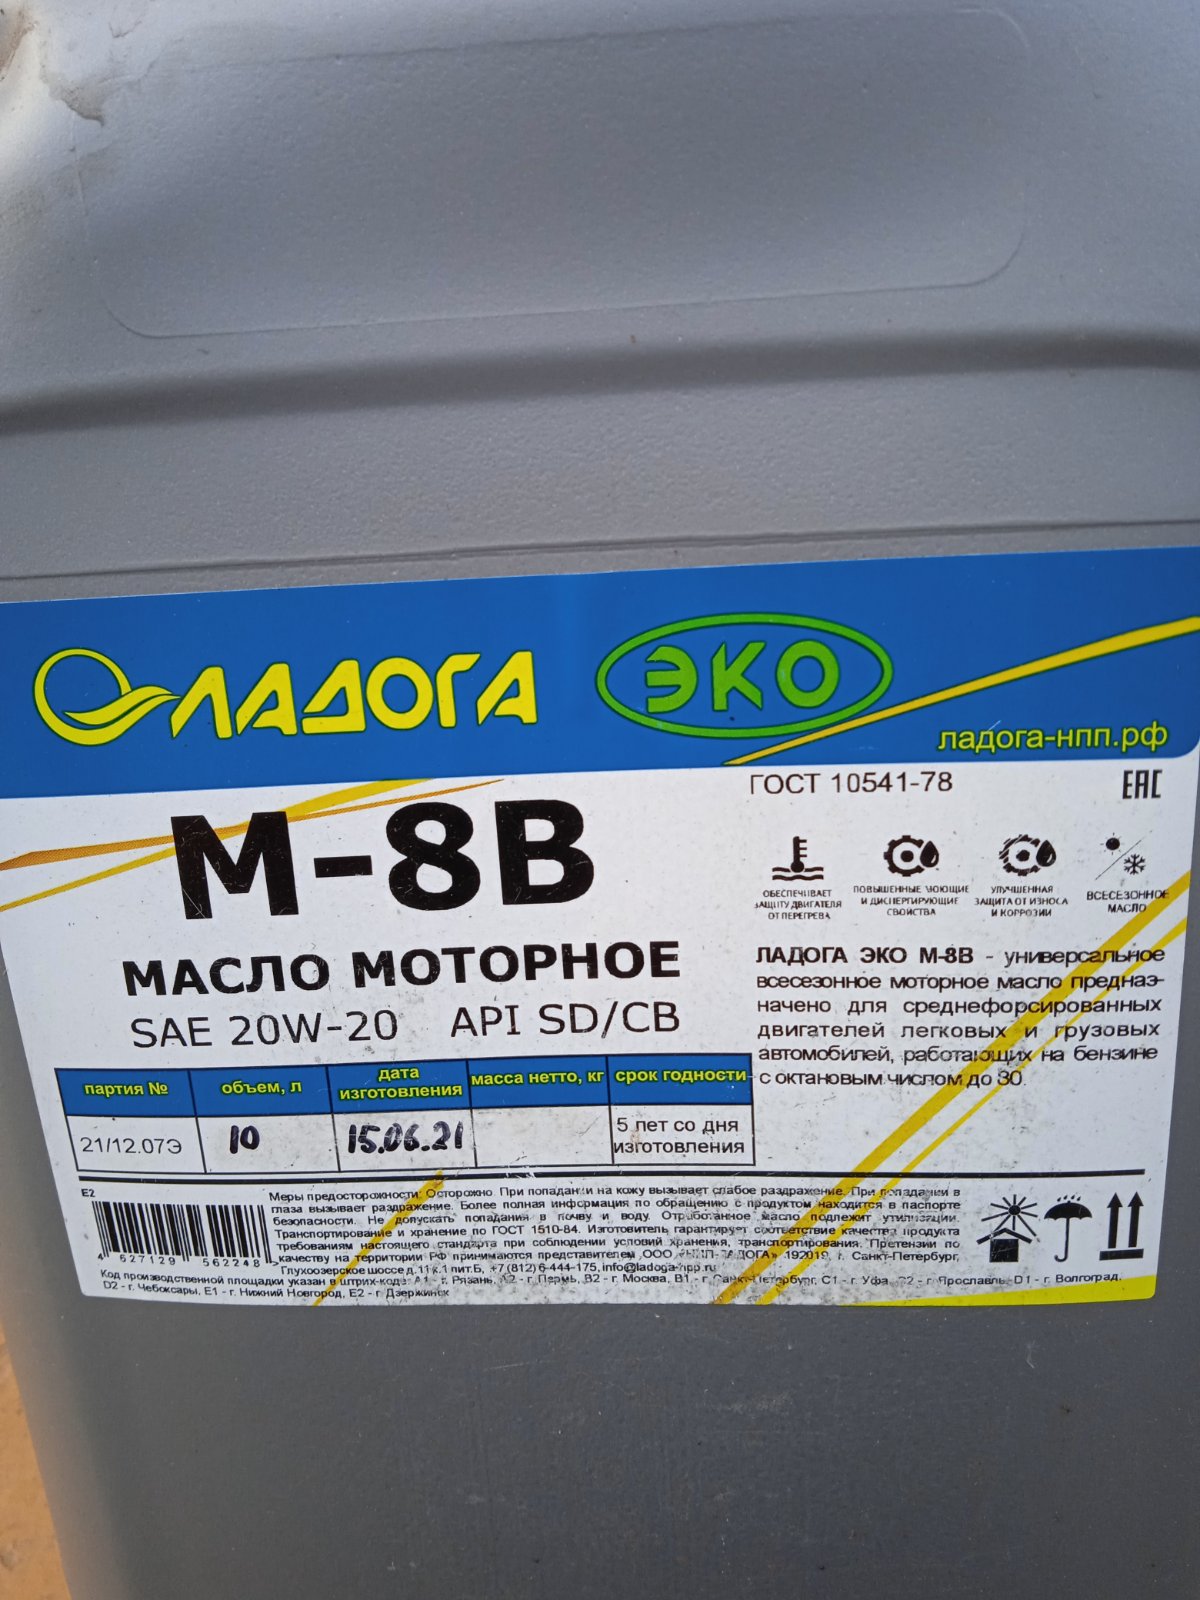 ЛАДОГА ЭКО
ладога-нпп.рф
М-8В
МАСЛО МОТОРНОЕ
SAE 20W-20 API SD/CB
ГОСТ 10541-78
ЕАС
ОБЕСПЕЧИВАЕТ
ЗАЩИТУ ДВИГАТЕЛЯ
ОТ ПЕРЕГРЕВА
ПОВЫШЕННЫЕ МОЮЩИЕ
И ДИСПЕРГИРУЮЩИЕ
СВОЙСТВА
УЛУЧШЕННАЯ
ЗАЩИТА ОТ ИЗНОСА
И КОРРОЗИИ
ВСЕСЕЗОННОЕ
МАСЛО
ЛАДОГА ЭКО М-8В - универсальное
всесезонное моторное масло предназ-
начено для среднефорсированных
двигателей легковых и грузовых
автомобилей, работающих на бензине
с октановым числом до 80.
партия № объем, л дата изготовления масса нетто, кг срок годности
21/12.07Э 10 15.06.21 5 лет со дня изготовления
E2
4 627129 562248 >
Меры предосторожности: Осторожно. При попадании на кожу вызывает слабое раздражение. При попадании в
глаза вызывает раздражение. Более полная информация по обращению с продуктом находится в паспорте
безопасности. Не допускать попадания в почву и воду. Отработанное масло подлежит утилизации.
Транспортирование и хранение по ГОСТ 1510-84. Изготовитель гарантирует соответствие качества продукта
требованиям настоящего стандарта при соблюдении условий хранения, транспортирования. Претензии по
качеству на территории РФ принимаются представителем „ООО „НПП„ЛАДОГА„ 192019, г. Санкт-Петербург,
Глухоозерское шоссе д.11 к.1 лит.Б, +7(812)6-444-175, info@ladoga-npp.ru
Код производственной площадки указан в штрих-коде: А1 - г. Рязань, А2 - г. Пермь, В2 - г. Москва, В1 - г. Санкт-Петербург, С1 - г. Уфа, С2 - г. Ярославль, D1 - г. Волгоград,
D2 - г. Чебоксары, Е1 - г. Нижний Новгород, Е2 - г. Дзержинск